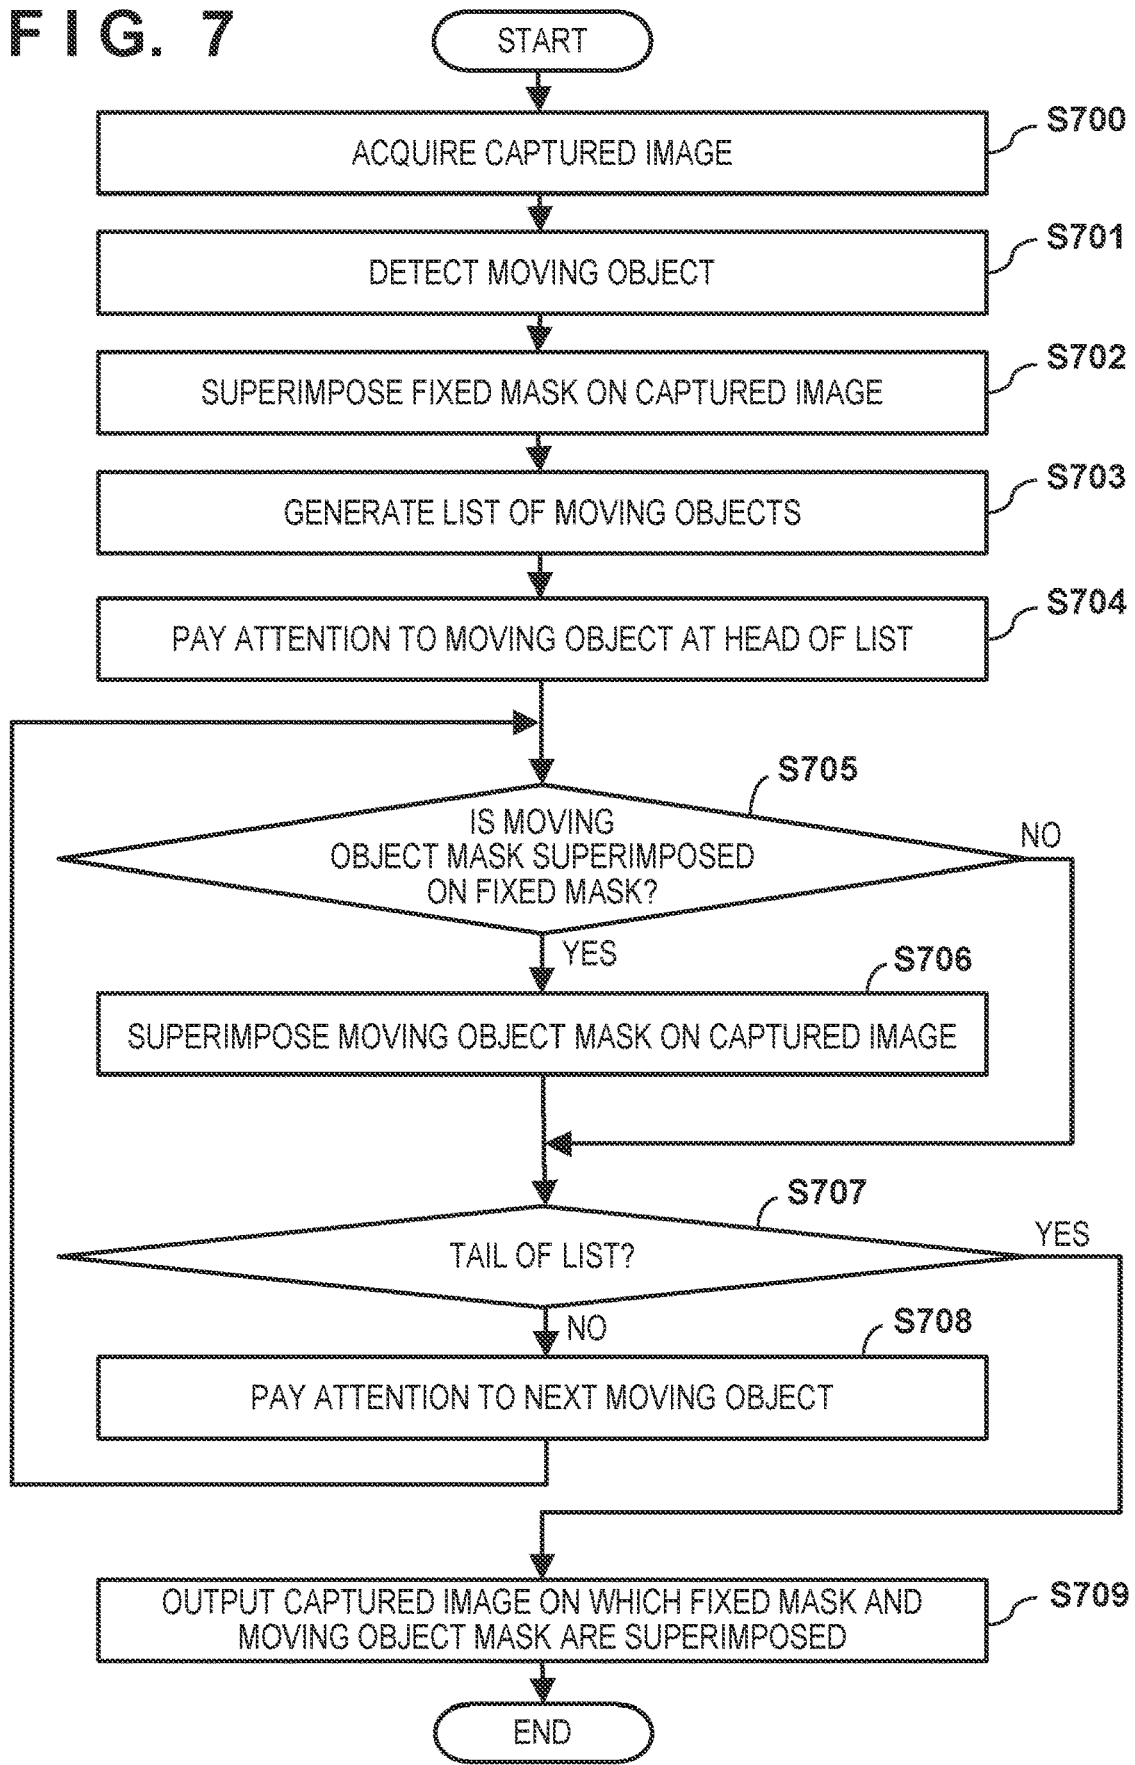 FIG. 7
START
ACQUIRE CAPTURED IMAGE
S700
DETECT MOVING OBJECT
S701
SUPERIMPOSE FIXED MASK ON CAPTURED IMAGE
S702
GENERATE LIST OF MOVING OBJECTS
S703
PAY ATTENTION TO MOVING OBJECT AT HEAD OF LIST
S704
S705
IS MOVING
OBJECT MASK SUPERIMPOSED
ON FIXED MASK?
NO
YES
S706
SUPERIMPOSE MOVING OBJECT MASK ON CAPTURED IMAGE
S707
TAIL OF LIST?
YES
NO
S708
PAY ATTENTION TO NEXT MOVING OBJECT
OUTPUT CAPTURED IMAGE ON WHICH FIXED MASK AND
MOVING OBJECT MASK ARE SUPERIMPOSED
S709
END